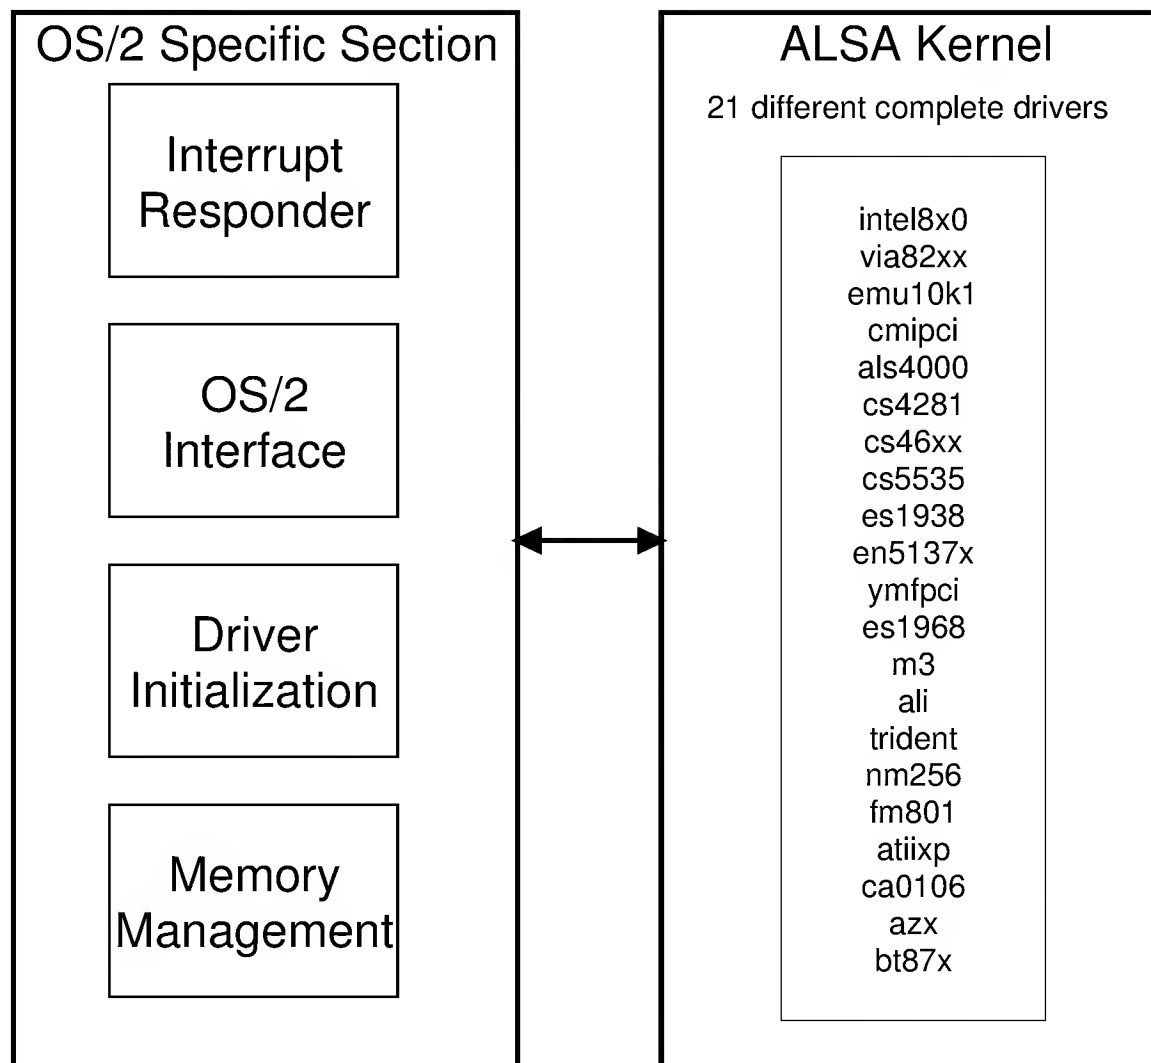 OS/2 Specific Section
Interrupt
Responder
OS/2
Interface
Driver
Initialization
Memory
Management
ALSA Kernel
21 different complete drivers
intel8x0
via82xx
emu10k1
cmipci
als4000
cs4281
cs46xx
cs5535
es1938
en5137x
ymfpci
es1968
m3
ali
trident
nm256
fm801
atiixp
ca0106
azx
bt87x